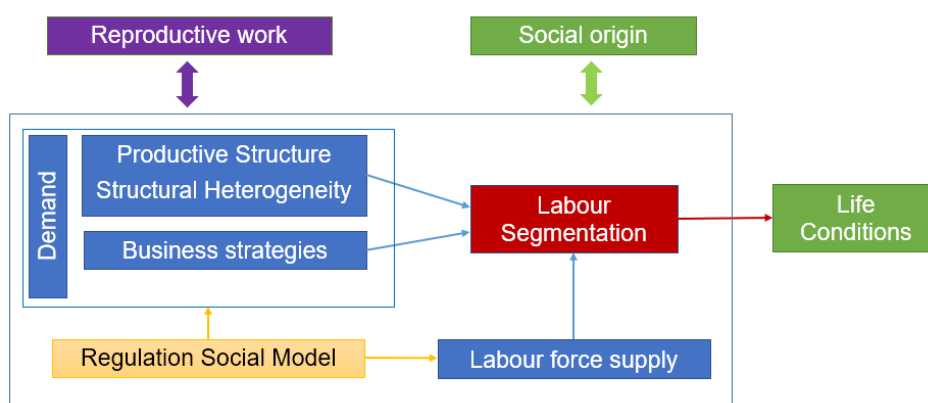 Reproductive work
Social origin
Demand
Productive Structure
Structural Heterogeneity
Business strategies
Labour
Segmentation
Life
Conditions
Regulation Social Model
Labour force supply